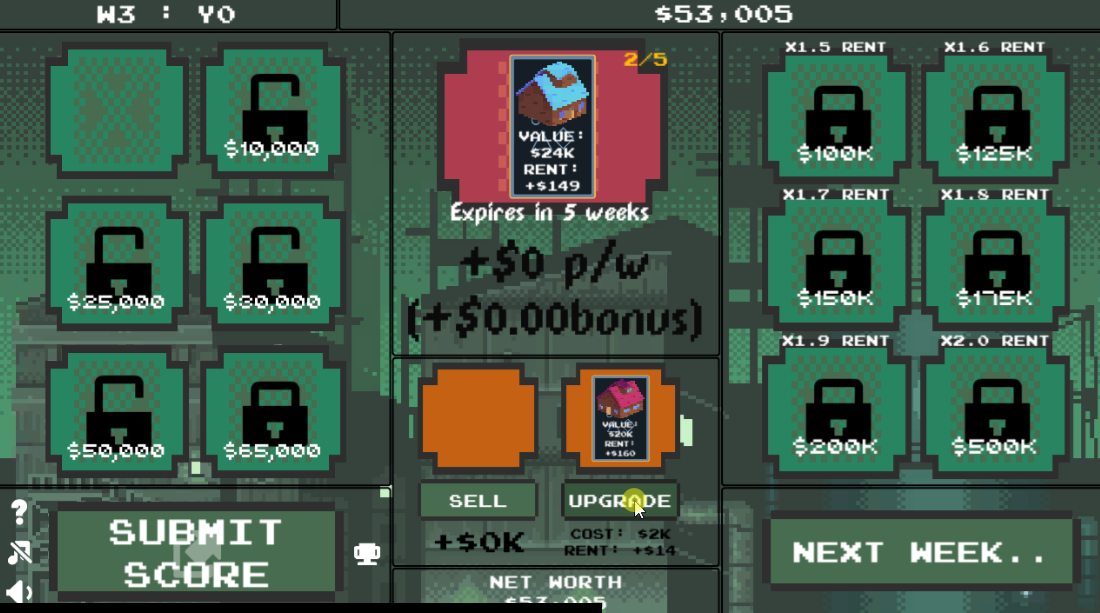 W3 : Y0
$53,005
$10,000
$25,000
$30,000
$50,000
$65,000
SUBMIT
SCORE
?
2/5
VALUE:
$24K
RENT:
+$149
Expires in 5 weeks
+$0 p/w
(+$0.00bonus)
VALUE:
$20K
RENT:
+$160
SELL
UPGRADE
+$0K
COST: $2K
RENT: +$14
NET WORTH
$53,005
X1.5 RENT
X1.6 RENT
$100K
$125K
X1.7 RENT
X1.8 RENT
$150K
$175K
X1.9 RENT
X2.0 RENT
$200K
$500K
NEXT WEEK..